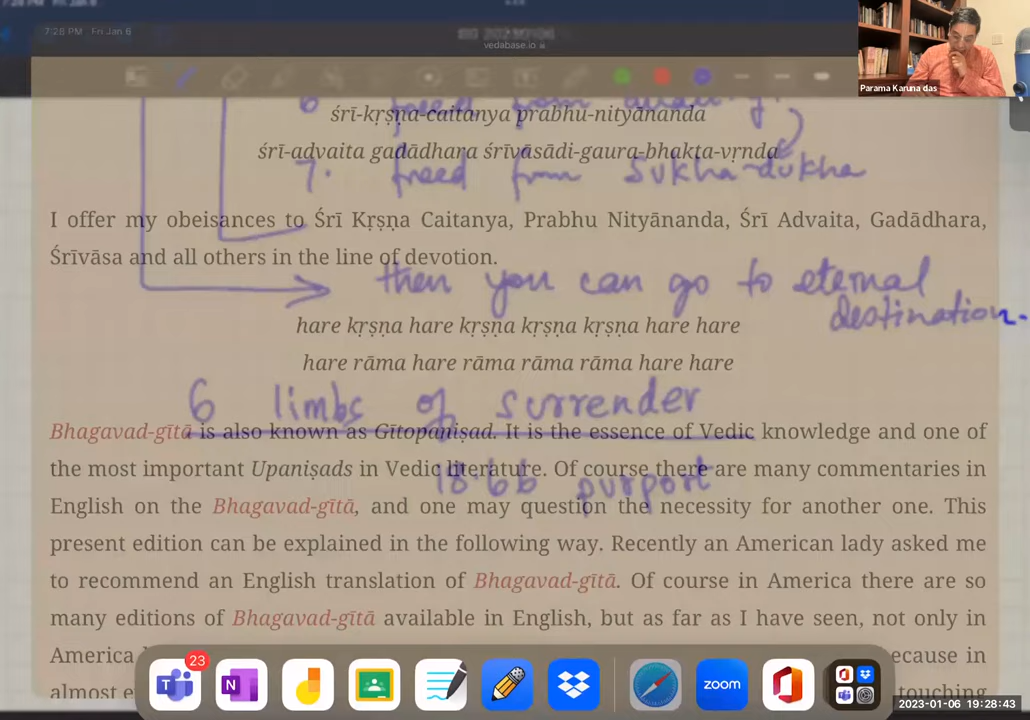 7:28 PM Fri Jan 6
vedabase.io
Parama Karuna das
6 freed from
śrī-kṛṣṇa-caitanya prabhu-nityānanda
śrī-advaita gadādhara śrīvāsādi-gaura-bhakta-vṛnda
7. freed from sukha-dukha
I offer my obeisances to Śrī Kṛṣṇa Caitanya, Prabhu Nityānanda, Śrī Advaita, Gadādhara,
Śrīvāsa and all others in the line of devotion.
then you can go to eternal
destination.
hare kṛṣṇa hare kṛṣṇa kṛṣṇa kṛṣṇa hare hare
hare rāma hare rāma rāma rāma hare hare
6 limbs of surrender
Bhagavad-gītā is also known as Gītopaniṣad. It is the essence of Vedic knowledge and one of
the most important Upaniṣads in Vedic literature. Of course there are many commentaries in
18.66 purport
English on the Bhagavad-gītā, and one may question the necessity for another one. This
present edition can be explained in the following way. Recently an American lady asked me
to recommend an English translation of Bhagavad-gītā. Of course in America there are so
many editions of Bhagavad-gītā available in English, but as far as I have seen, not only in
America
because in
almost
touching
23
zoom
2023-01-06 19:28:43